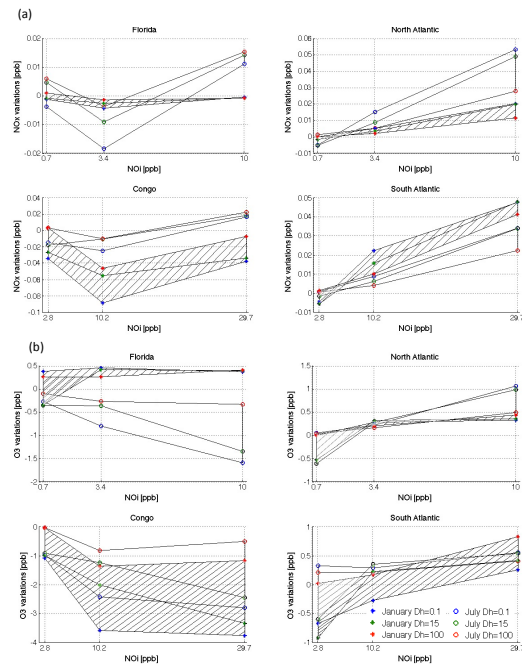 (a)
Florida
NOx variations [ppb]
0.02
0.01
0
-0.01
-0.02
0.7
3.4
10
NOi [ppb]
North Atlantic
NOx variations [ppb]
0.06
0.05
0.04
0.03
0.02
0.01
0
-0.01
0.7
3.4
10
NOi [ppb]
Congo
NOx variations [ppb]
0.04
0.02
0
-0.02
-0.04
-0.06
-0.08
-0.1
2.8
10.2
29.7
NOi [ppb]
South Atlantic
NOx variations [ppb]
0.05
0.04
0.03
0.02
0.01
0
-0.01
2.8
10.2
29.7
NOi [ppb]
(b)
Florida
O3 variations [ppb]
0.5
0
-0.5
-1
-1.5
-2
0.7
3.4
10
NOi [ppb]
North Atlantic
O3 variations [ppb]
1.5
1
0.5
0
-0.5
-1
0.7
3.4
10
NOi [ppb]
Congo
O3 variations [ppb]
0
-1
-2
-3
-4
2.8
10.2
29.7
NOi [ppb]
South Atlantic
O3 variations [ppb]
1
0.5
0
-0.5
-1
2.8
10.2
29.7
NOi [ppb]
January Dh=0.1
January Dh=15
January Dh=100
July Dh=0.1
July Dh=15
July Dh=100